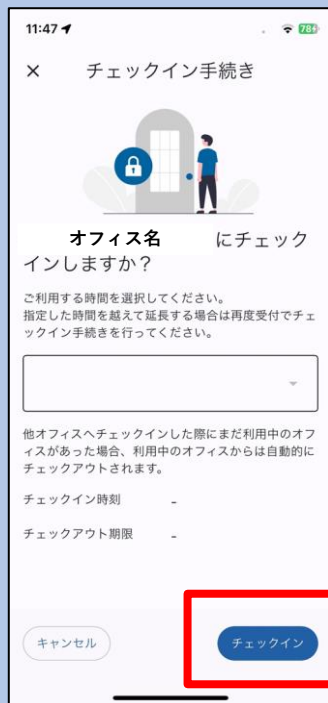 11:47
78
× チェックイン手続き
オフィス名 にチェック
インしますか？
ご利用する時間を選択してください。
指定した時間を越えて延長する場合は再度受付でチェ
ックイン手続きを行ってください。
他オフィスへチェックインした際にまだ利用中のオフ
ィスがあった場合、利用中のオフィスからは自動的に
チェックアウトされます。
チェックイン時刻 -
チェックアウト期限 -
キャンセル チェックイン